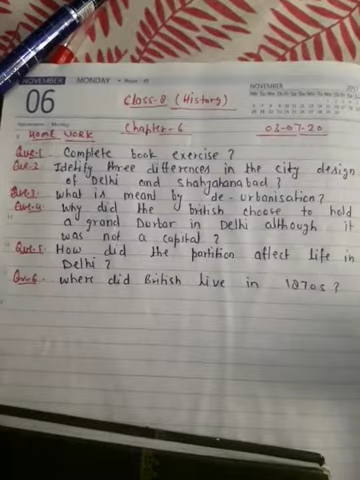 NOVEMBER MONDAY
06
NOVEMBER
Class-8 (History)
HOME WORK Chapter-6 03-07-20
Que-1 Complete book exercise?
Que-2 Idetify three differences in the city design
of Delhi and Shahjahanabad?
Que-3. what is meant by de-urbanisation?
Que-4. Why did the british choose to hold
a grand Durbar in Delhi although it
was not a capital?
Que-5. How did the partition affect life in
Delhi?
Que-6. where did British live in 1870s?